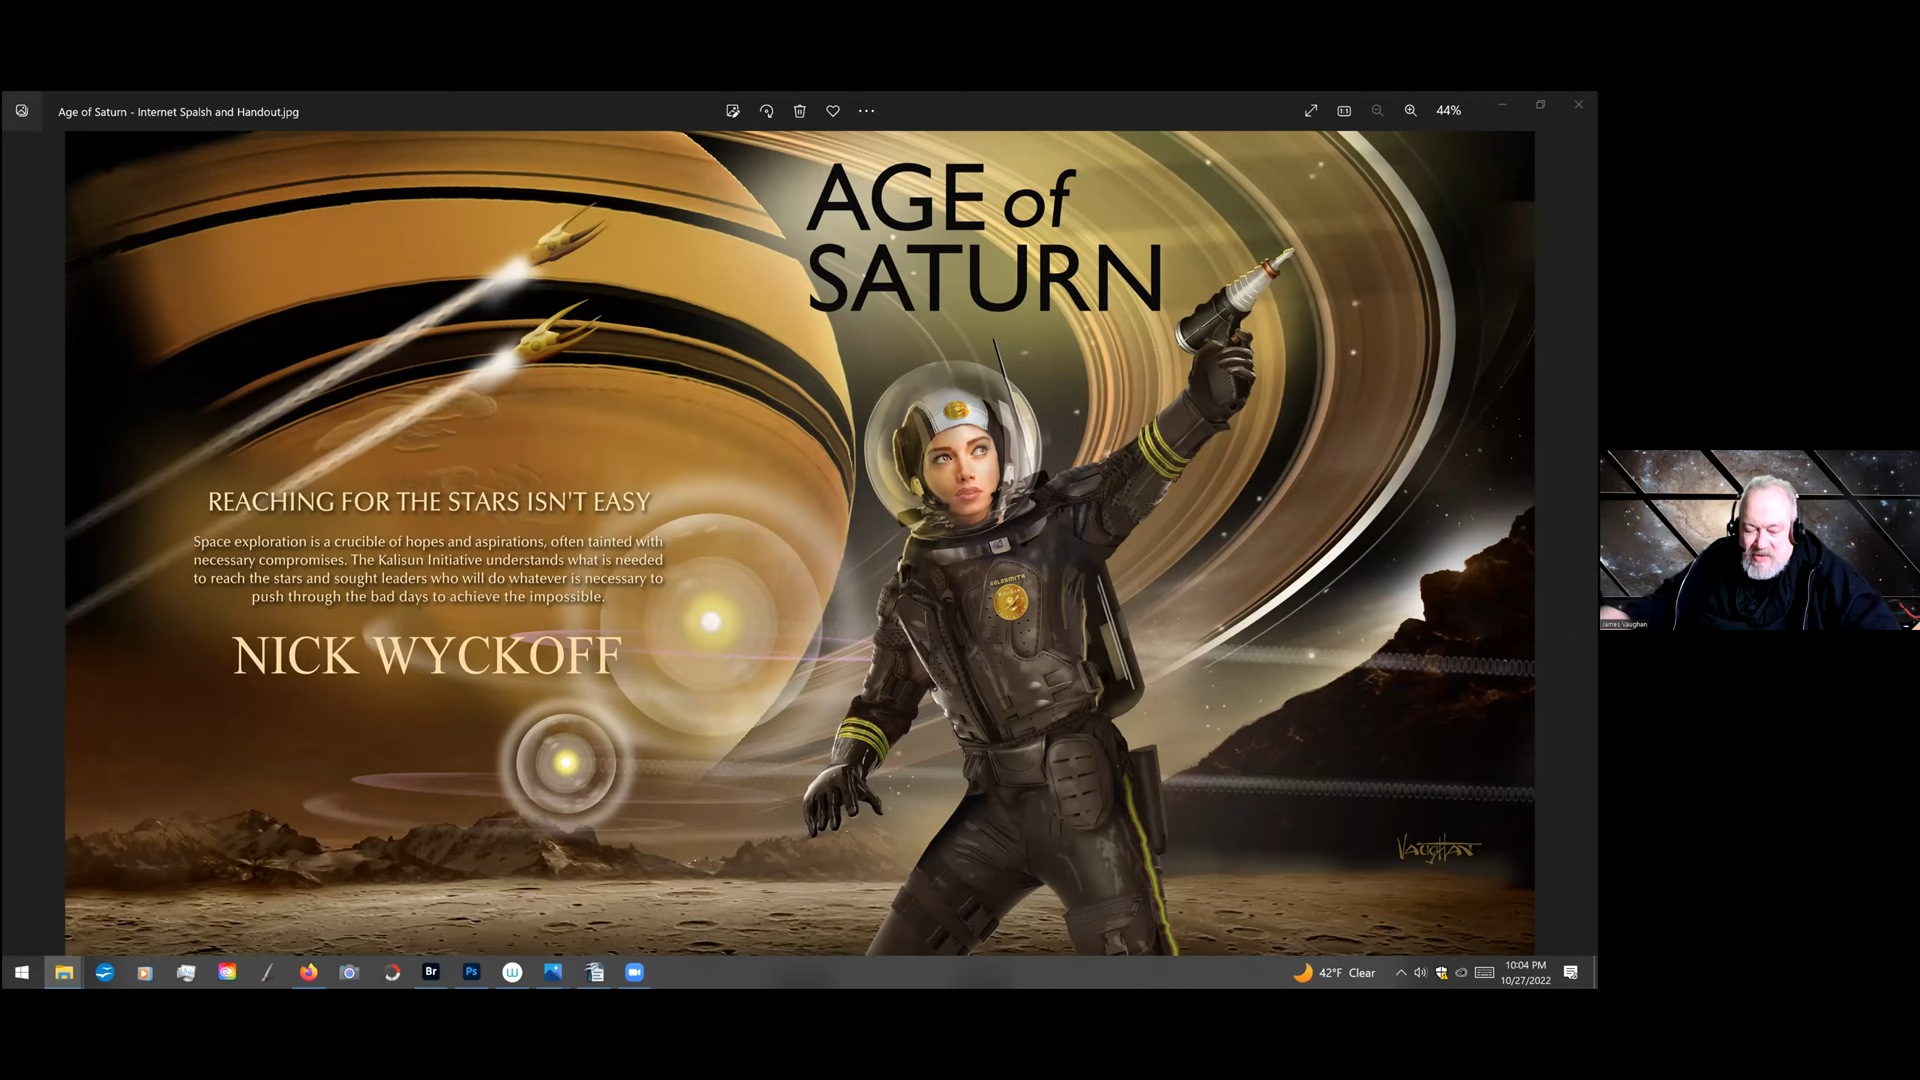 Age of Saturn - Internet Spalsh and Handout.jpg
44%
AGE of
SATURN
REACHING FOR THE STARS ISN'T EASY
Space exploration is a crucible of hopes and aspirations, often tainted with
necessary compromises. The Kalisun Initiative understands what is needed
to reach the stars and sought leaders who will do whatever is necessary to
push through the bad days to achieve the impossible.
NICK WYCKOFF
GOLDSMITH
VAUGHAN
James Vaughan
Br
Ps
42°F Clear
10:04 PM
10/27/2022